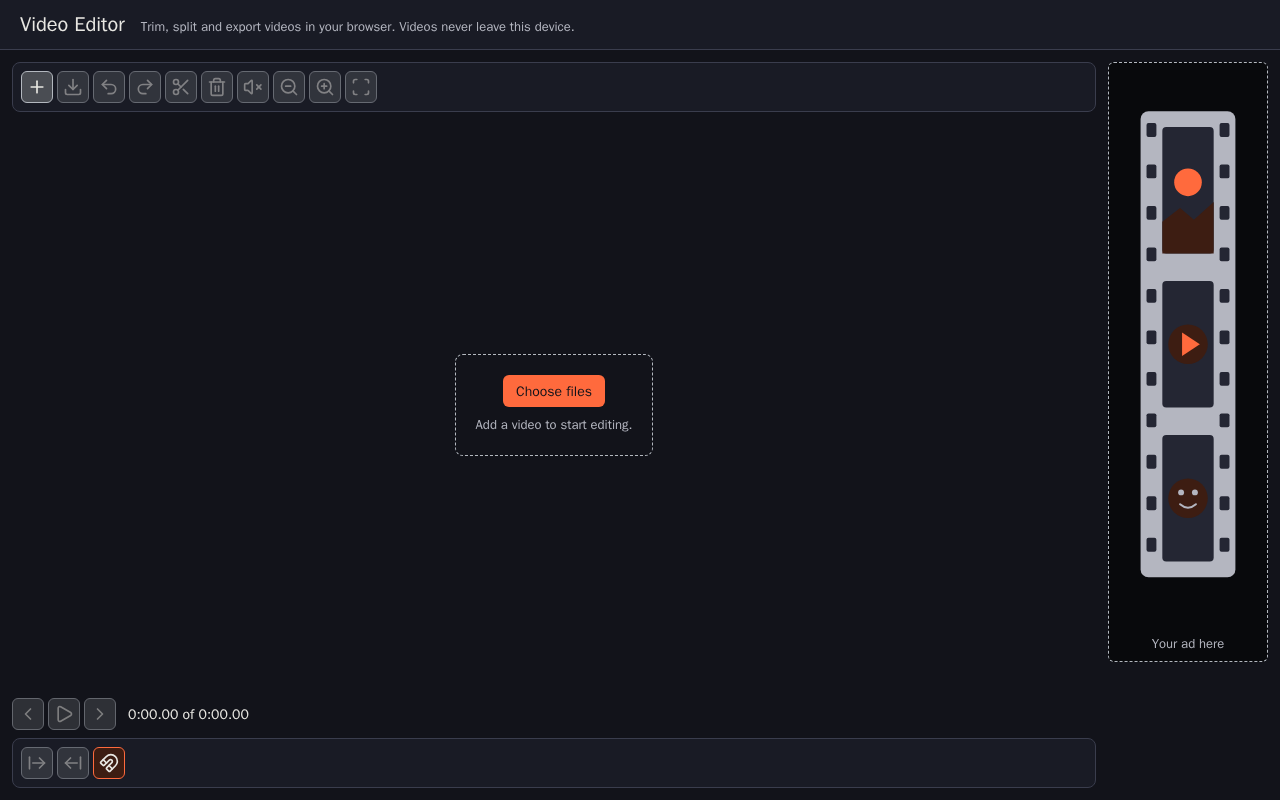 Video Editor
Trim, split and export videos in your browser. Videos never leave this device.
Choose files
Add a video to start editing.
Your ad here
0:00.00 of 0:00.00